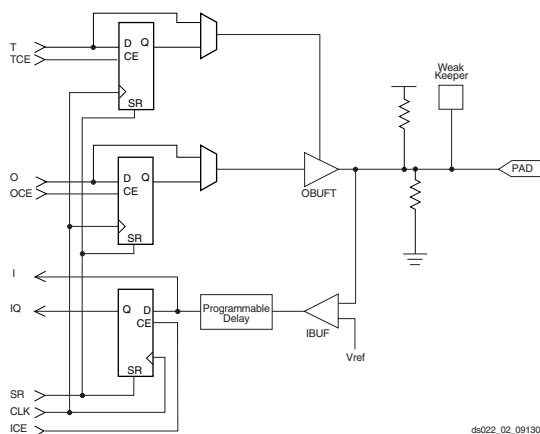 T
TCE
D Q
CE
SR
Weak
Keeper
O
OCE
D Q
CE
SR
OBUFT
PAD
I
IQ
Q D
CE
SR
Programmable
Delay
IBUF
Vref
SR
CLK
ICE
ds022_02_09130